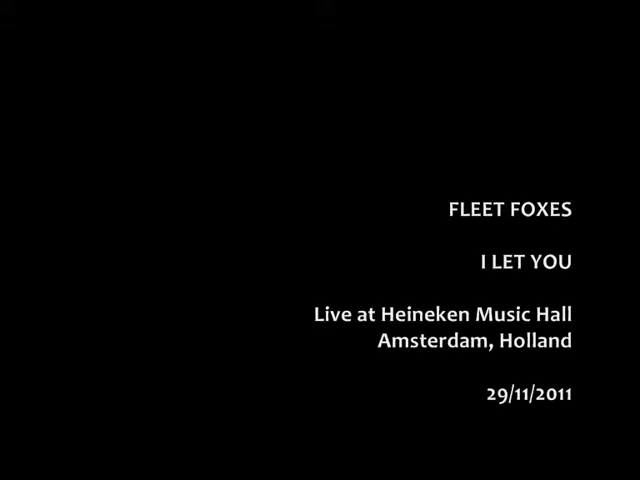 FLEET FOXES
I LET YOU
Live at Heineken Music Hall
Amsterdam, Holland
29/11/2011